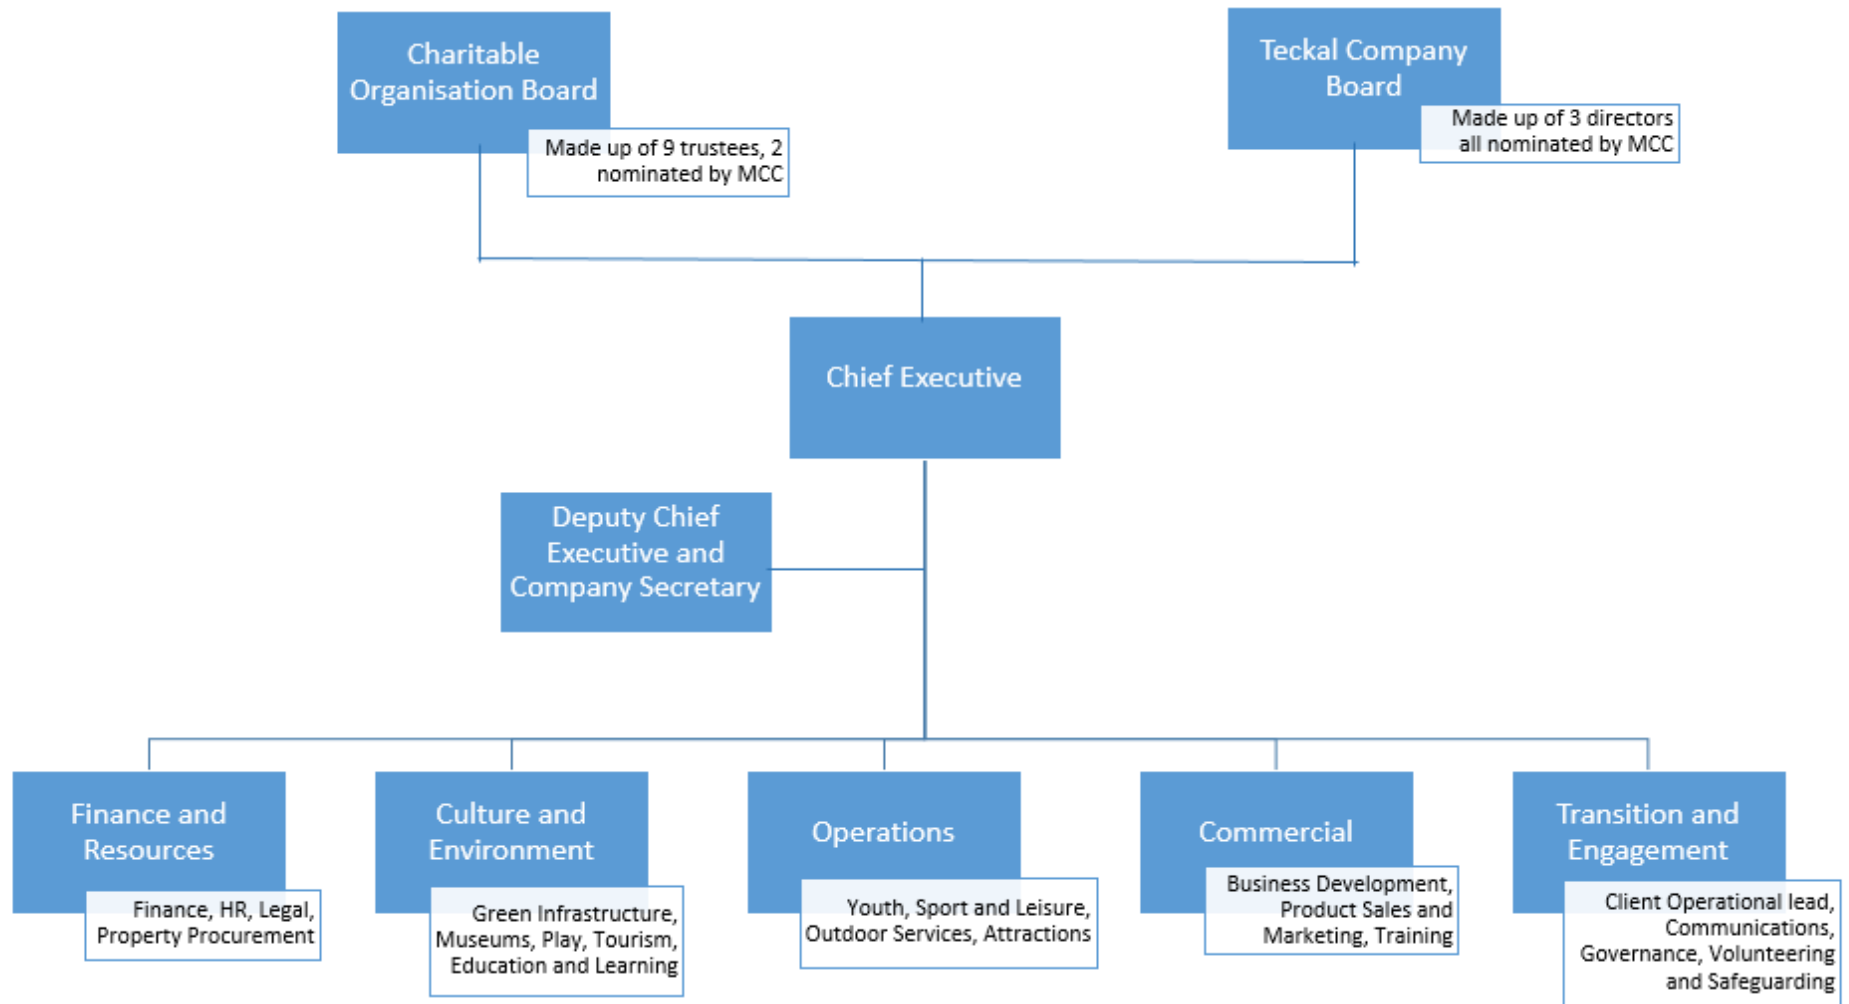 Charitable
Organisation Board
Made up of 9 trustees, 2
nominated by MCC
Teckal Company
Board
Made up of 3 directors
all nominated by MCC
Chief Executive
Deputy Chief
Executive and
Company Secretary
Finance and
Resources
Finance, HR, Legal,
Property Procurement
Culture and
Environment
Green Infrastructure,
Museums, Play, Tourism,
Education and Learning
Operations
Youth, Sport and Leisure,
Outdoor Services, Attractions
Commercial
Business Development,
Product Sales and
Marketing, Training
Transition and
Engagement
Client Operational lead,
Communications,
Governance, Volunteering
and Safeguarding